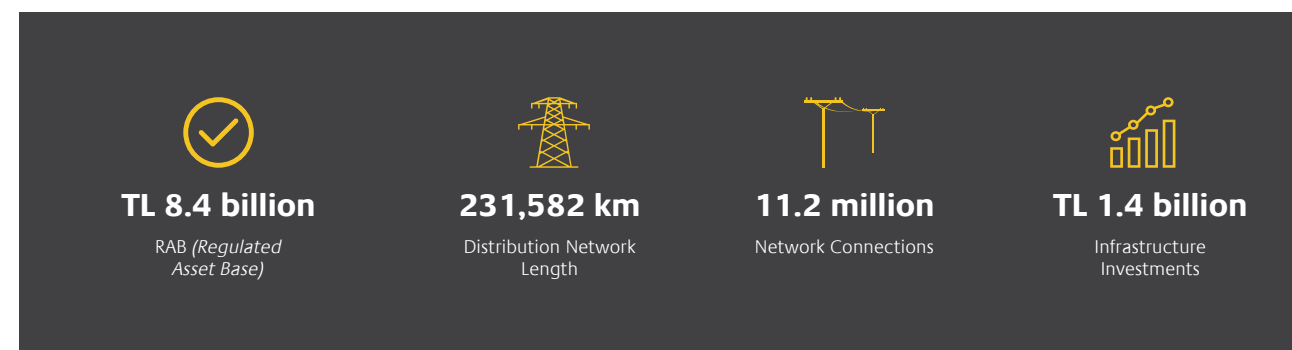 TL 8.4 billion
RAB (Regulated
Asset Base)
231,582 km
Distribution Network
Length
11.2 million
Network Connections
TL 1.4 billion
Infrastructure
Investments